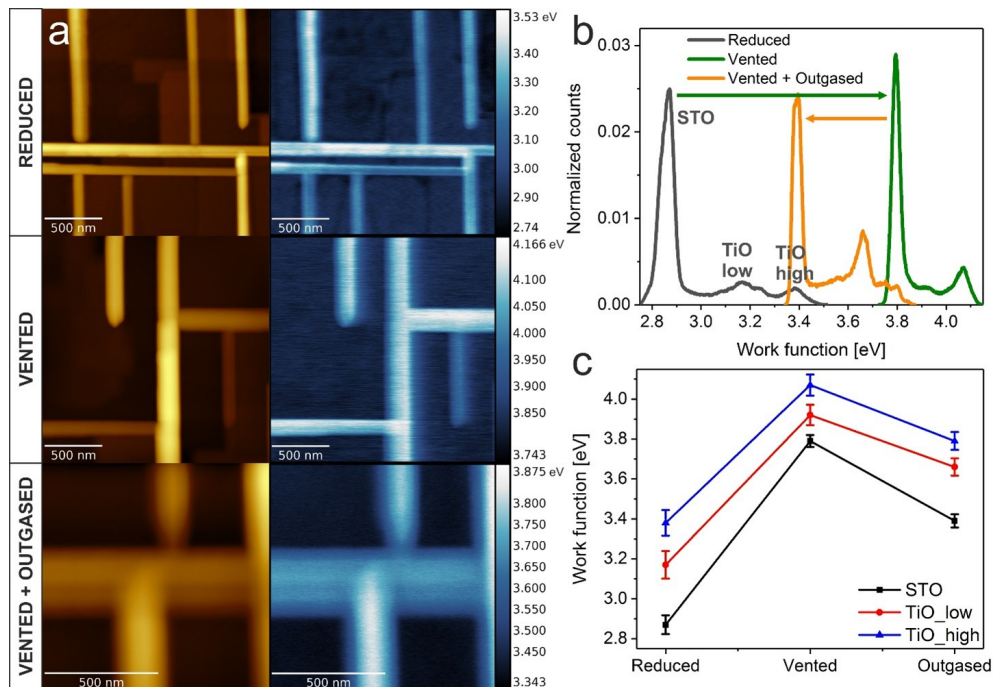 a
REDUCED
500 nm
500 nm
3.53 eV
3.40
3.30
3.20
3.10
3.00
2.90
2.74
VENTED
500 nm
500 nm
4.166 eV
4.100
4.050
4.000
3.950
3.900
3.850
3.743
VENTED + OUTGASED
500 nm
500 nm
3.875 eV
3.800
3.750
3.700
3.650
3.600
3.550
3.500
3.450
3.343
b
Normalized counts
0.03
0.02
0.01
0.00
Reduced
Vented
Vented + Outgased
STO
TiO
low
TiO
high
2.8 3.0 3.2 3.4 3.6 3.8 4.0
Work function [eV]
c
Work function [eV]
4.0
3.8
3.6
3.4
3.2
3.0
2.8
STO
TiO_low
TiO_high
Reduced Vented Outgased